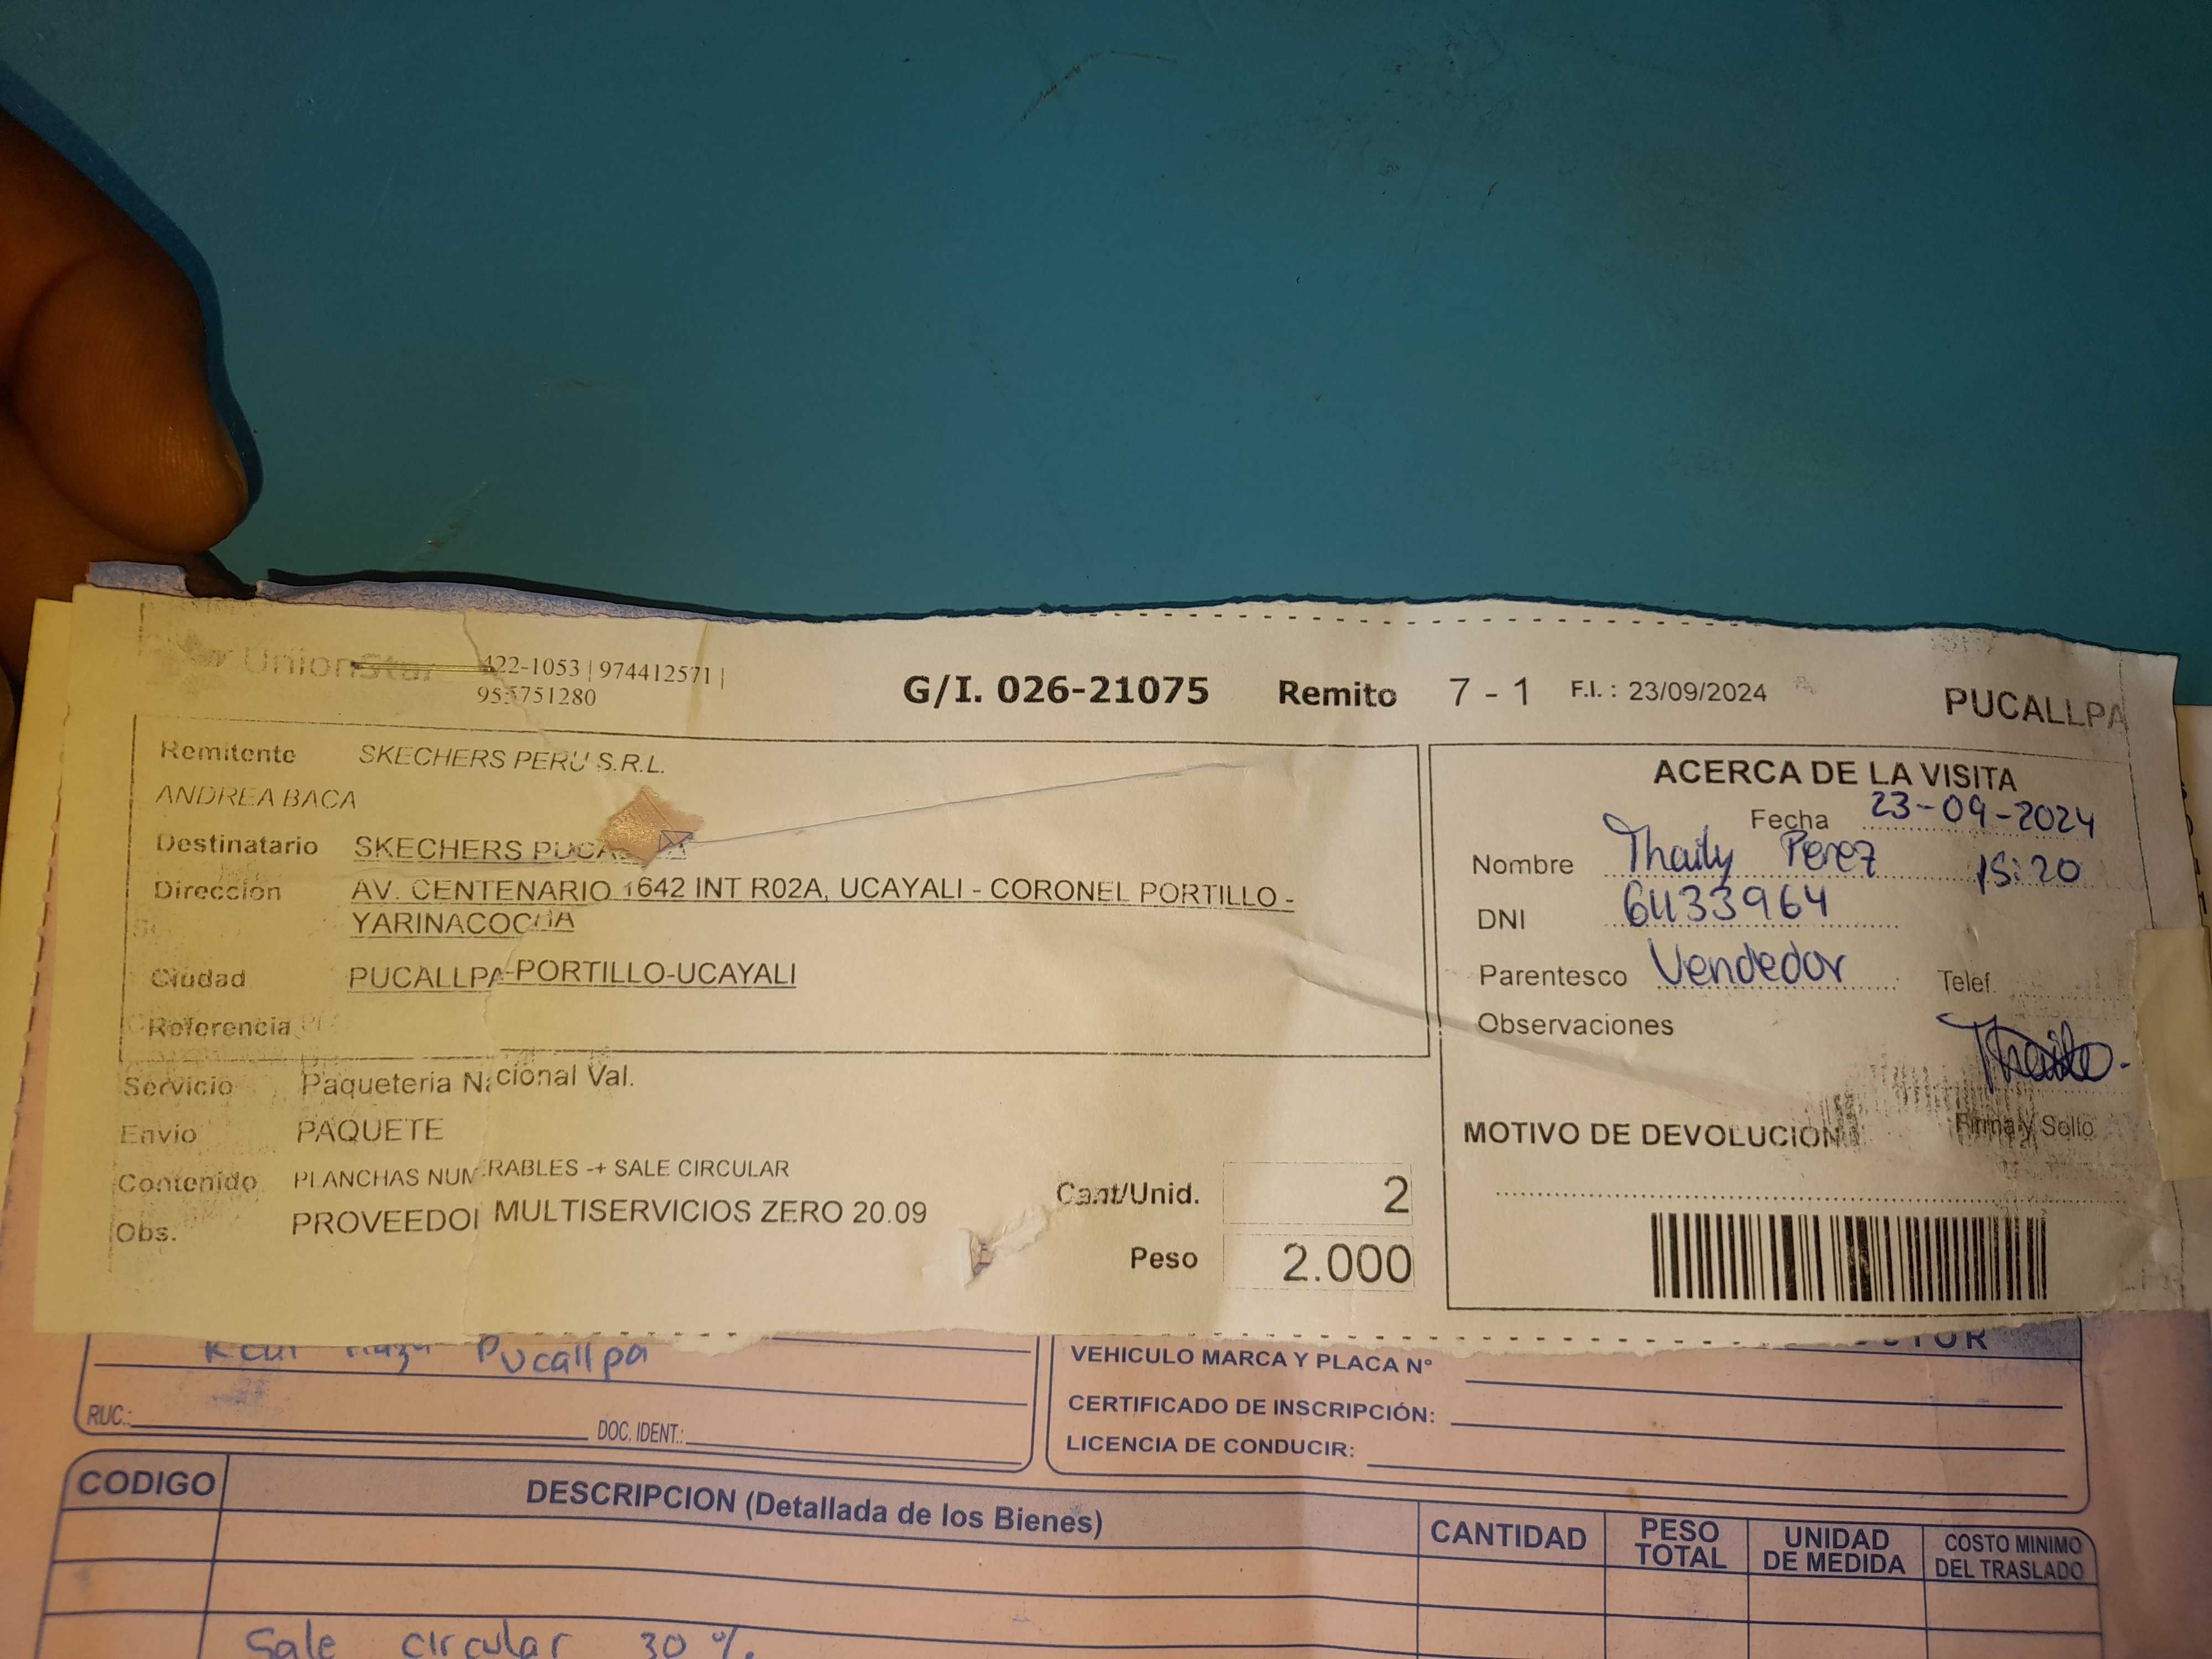 UnionStar 422-1053 | 974412571 |
G/I. 026-21075 Remito 7 - 1 F.I. : 23/09/2024 PUCALLPA
Remitente SKECHERS PERU S.R.L.
ANDREA BACA
Destinatario SKECHERS
Direccion AV. CENTENARIO 1642 INT R02A, UCAYALI - CORONEL PORTILLO -
YARINACOCHA
Ciudad PUCALLPA-PORTILLO-UCAYALI
Referencia
Servicio Paqueteria Nacional Val.
Envio PAQUETE
Contenido PLANCHAS NUMERABLES -+ SALE CIRCULAR
Obs. PROVEEDOR MULTISERVICIOS ZERO 20.09
Cant/Unid. 2
Peso 2.000
ACERCA DE LA VISITA
Fecha 23-09-2024
Nombre Thaily Perez 15:20
DNI 61133964
Parentesco Vendedor Telef.
Observaciones
Thaily
Firma y Sello
MOTIVO DE DEVOLUCION
Pucallpa
RUC.: DOC. IDENT.:
VEHICULO MARCA Y PLACA N°
CERTIFICADO DE INSCRIPCIÓN:
LICENCIA DE CONDUCIR:
CODIGO DESCRIPCION (Detallada de los Bienes) CANTIDAD PESO TOTAL UNIDAD DE MEDIDA COSTO MINIMO DEL TRASLADO
Sale circular 30 %